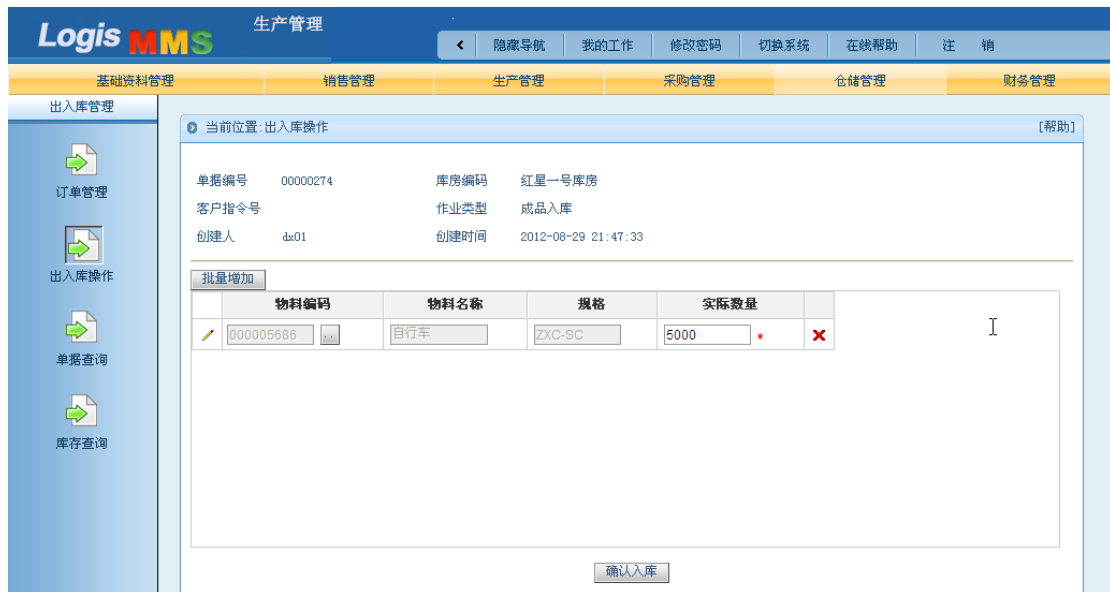 Logis MMS
生产管理
隐藏导航 我的工作 修改密码 切换系统 在线帮助 注 销
基础资料管理 销售管理 生产管理 采购管理 仓储管理 财务管理
出入库管理
当前位置:出入库操作 [帮助]
订单管理
出入库操作
单据查询
库存查询
单据编号 00000274 库房编码 红星一号库房
客户指令号 作业类型 成品入库
创建人 dx01 创建时间 2012-08-29 21:47:33
批量增加
物料编码 物料名称 规格 实际数量
000005686 .. 自行车 ZXC-SC 5000 *
确认入库